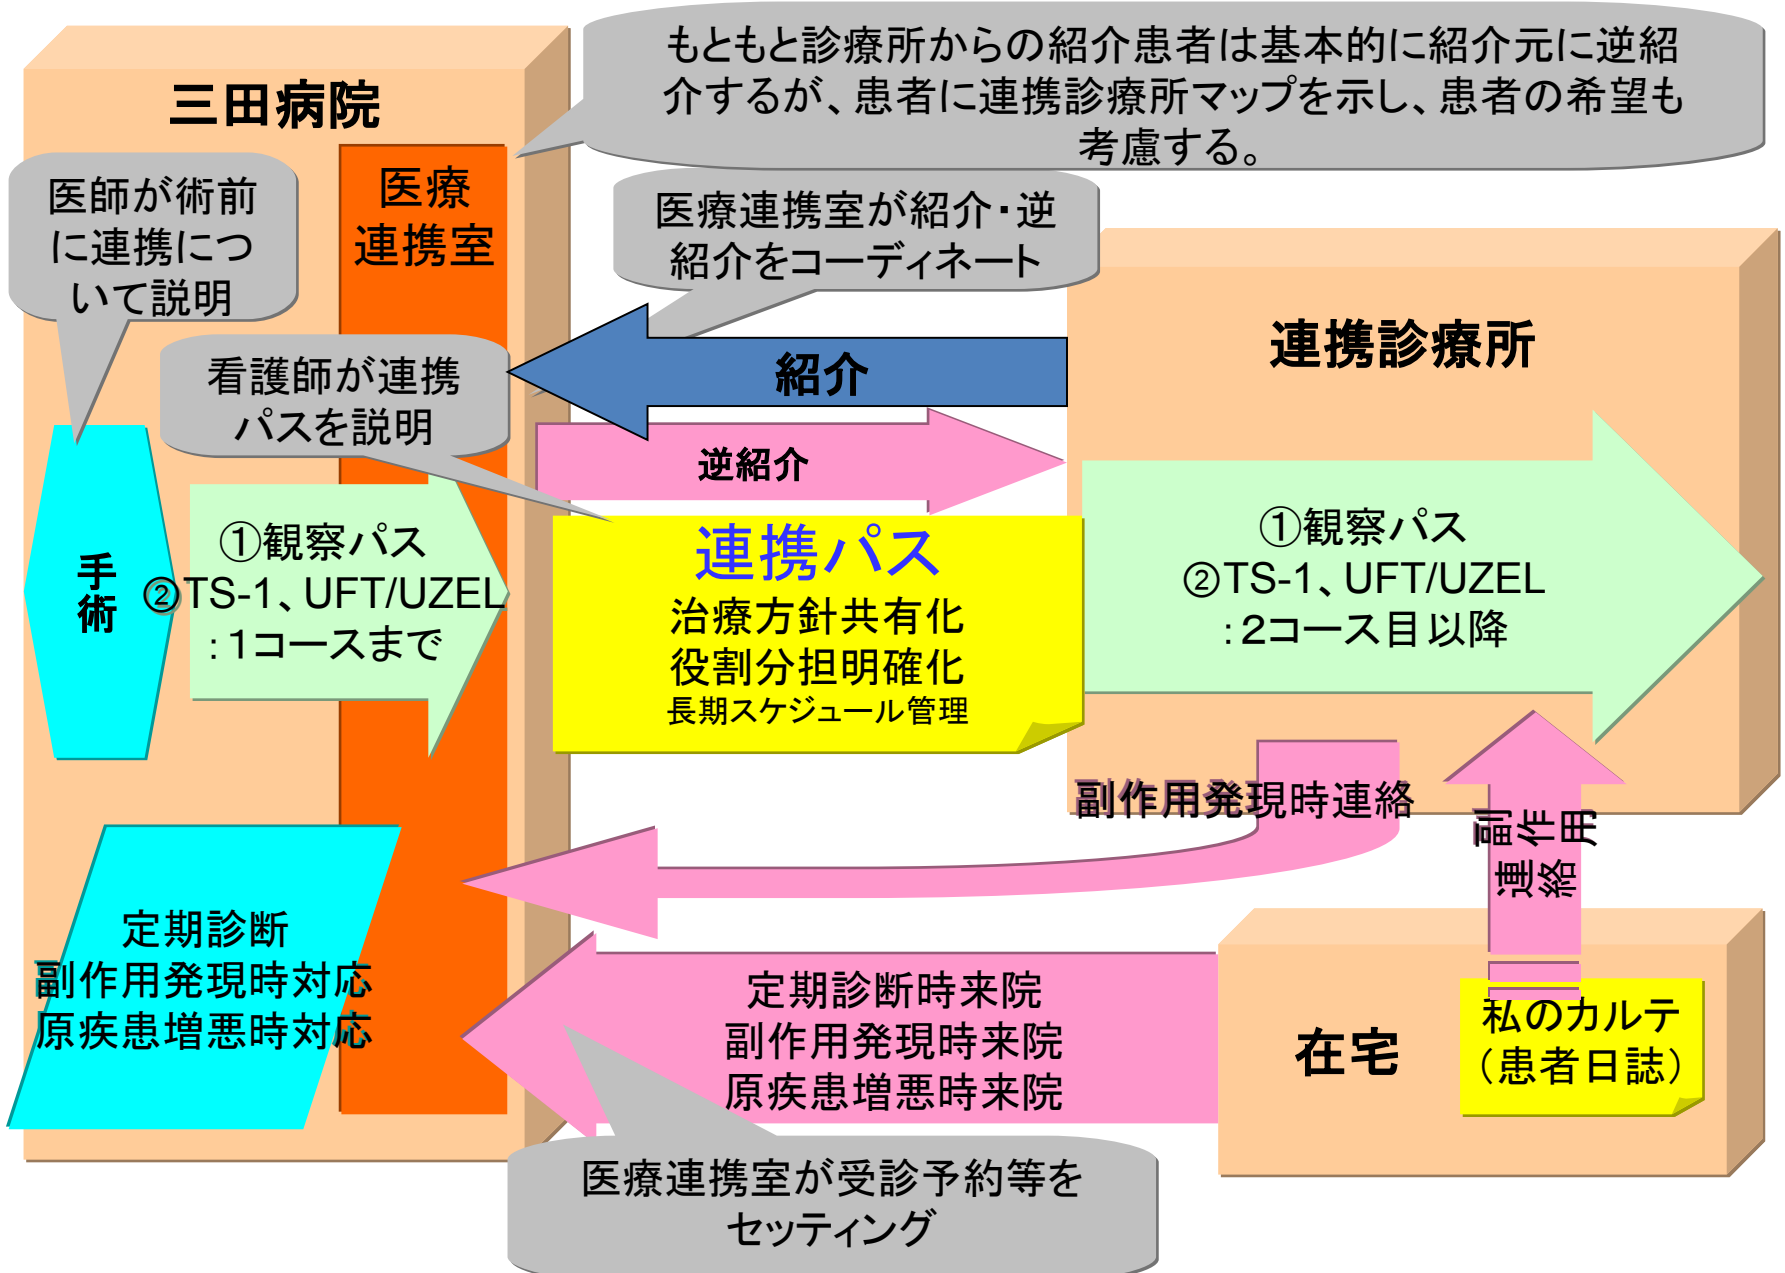 もともと診療所からの紹介患者は基本的に紹介元に逆紹
介するが、患者に連携診療所マップを示し、患者の希望も
考慮する。
三田病院
医療
連携室
医師が術前
に連携につ
いて説明
医療連携室が紹介・逆
紹介をコーディネート
連携診療所
看護師が連携
パスを説明
紹介
逆紹介
手
術
①観察パス
②TS-1、UFT/UZEL
:1コースまで
連携パス
治療方針共有化
役割分担明確化
長期スケジュール管理
①観察パス
②TS-1、UFT/UZEL
:2コース目以降
副作用発現時連絡
副作用
連絡
定期診断
副作用発現時対応
原疾患増悪時対応
定期診断時来院
副作用発現時来院
原疾患増悪時来院
在宅
私のカルテ
（患者日誌）
医療連携室が受診予約等を
セッティング